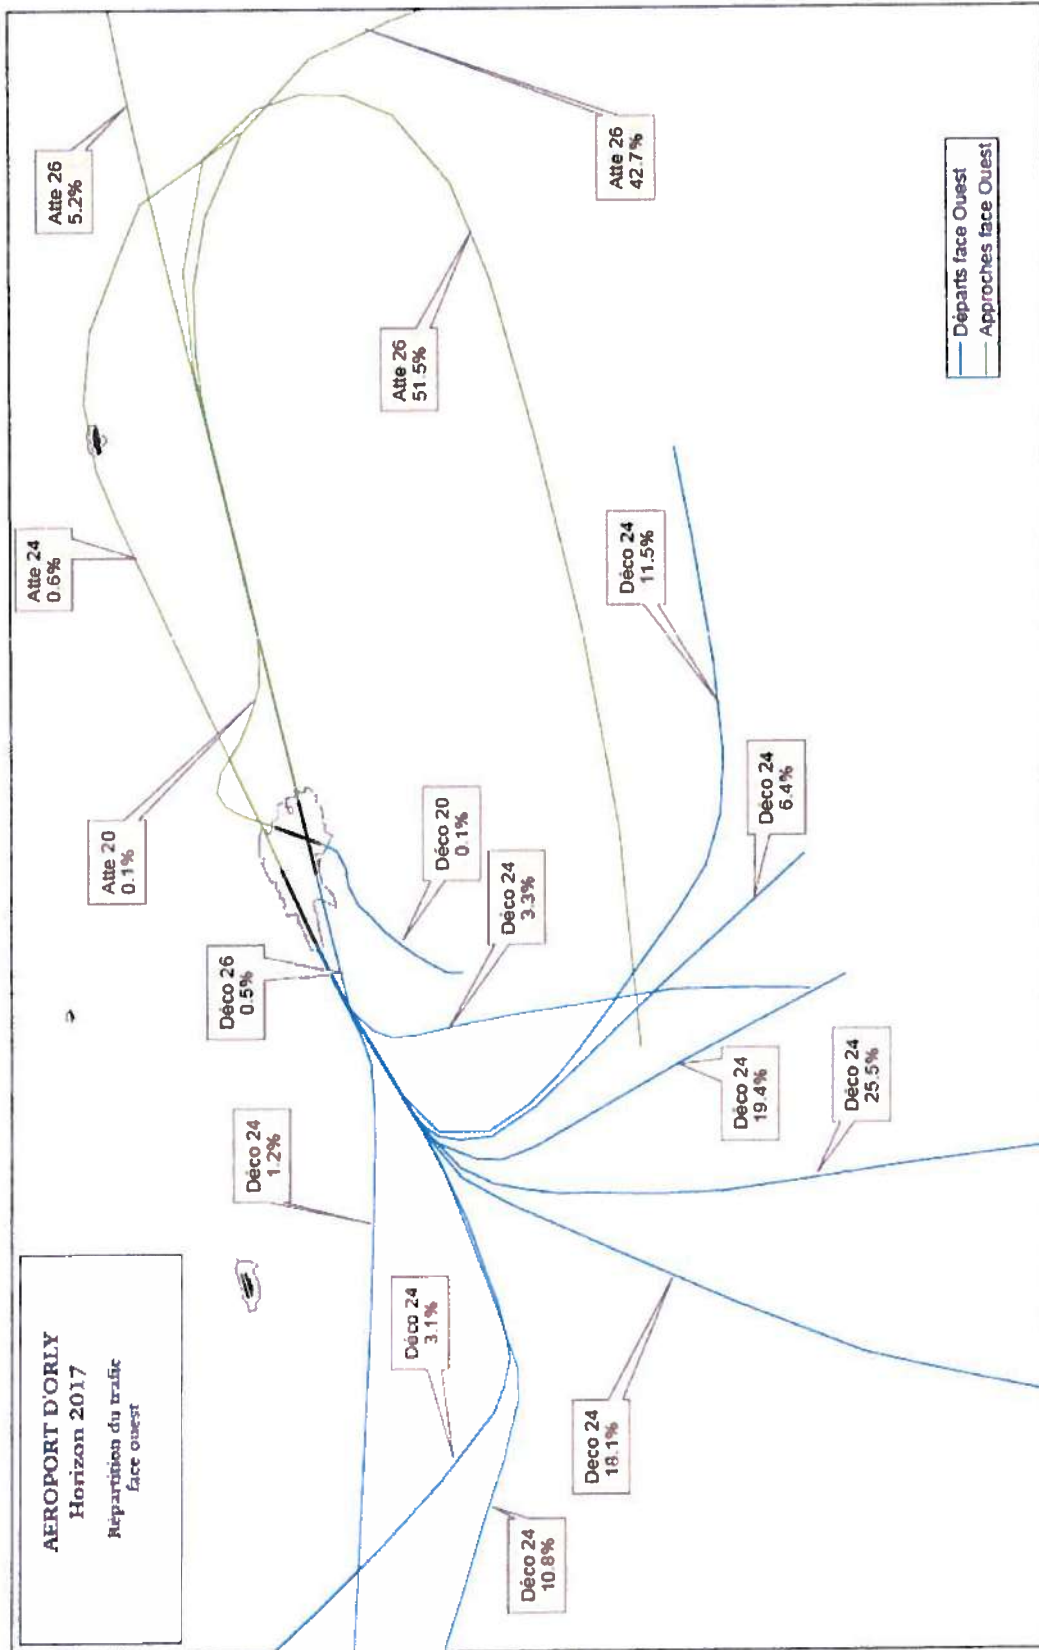 AEROPORT D'ORLY
Horizon 2017
Répartition du trafic
face ouest
Déco 24
10.8%
Déco 24
3.1%
Deco 24
18.1%
Déco 24
1.2%
Déco 26
0.5%
Déco 24
25.5%
Déco 24
19.4%
Déco 24
3.3%
Déco 20
0.1%
Déco 24
6.4%
Déco 24
11.5%
Atte 20
0.1%
Atte 24
0.6%
Atte 26
51.5%
Atte 26
5.2%
Atte 26
42.7%
Départs face Ouest
Approches face Ouest